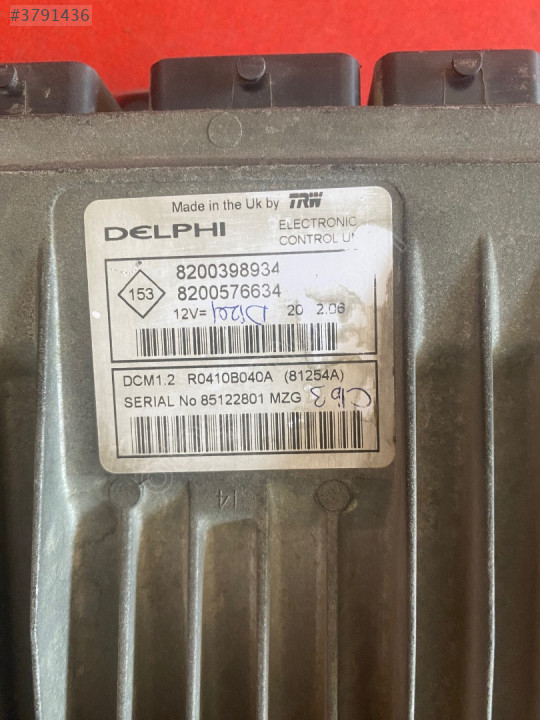 #3791436
Made in the Uk by TRW
DELPHI
ELECTRONIC
CONTROL
153
8200398934
8200576634
12V= 20 2.06
DCM1.2 R0410B040A (81254A)
SERIAL No 85122801 MZG
14